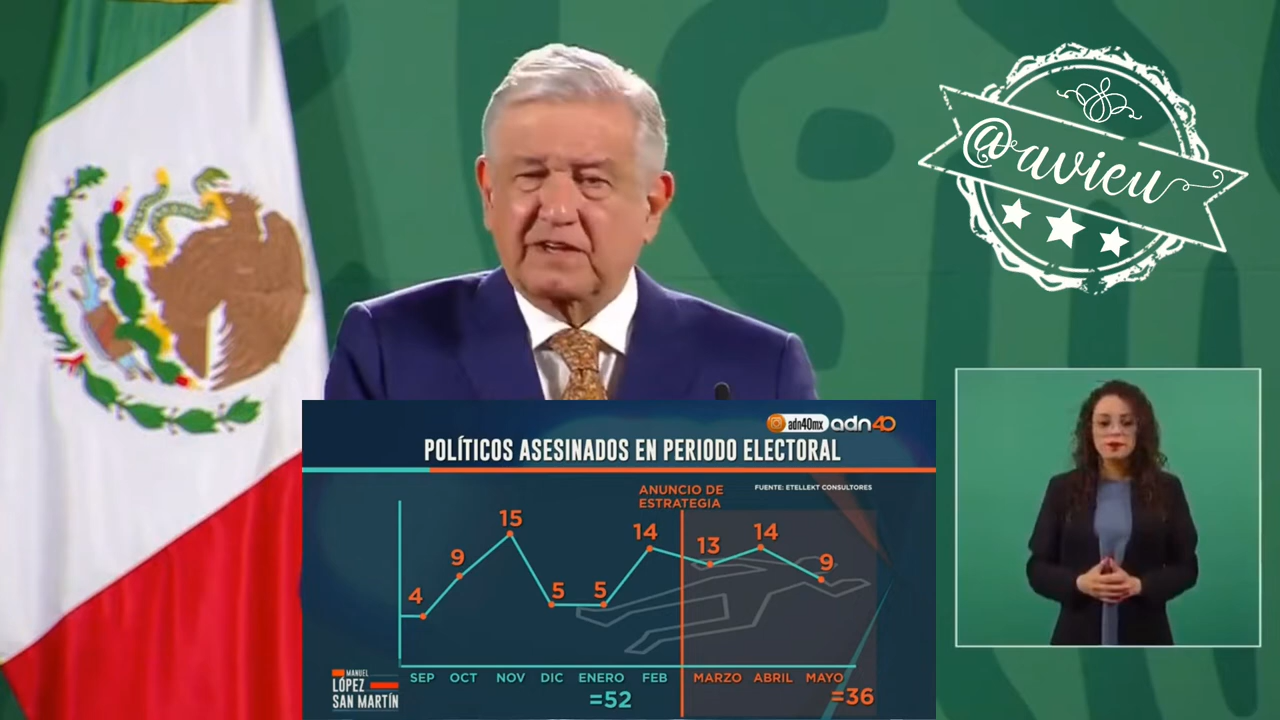 @avieu
adn40mx adn40
POLÍTICOS ASESINADOS EN PERIODO ELECTORAL
ANUNCIO DE
ESTRATEGIA
FUENTE: ETELLEKT CONSULTORES
4
9
15
5
5
14
13
14
9
SEP OCT NOV DIC ENERO FEB MARZO ABRIL MAYO
=52
=36
MANUEL
LÓPEZ
SAN MARTÍN